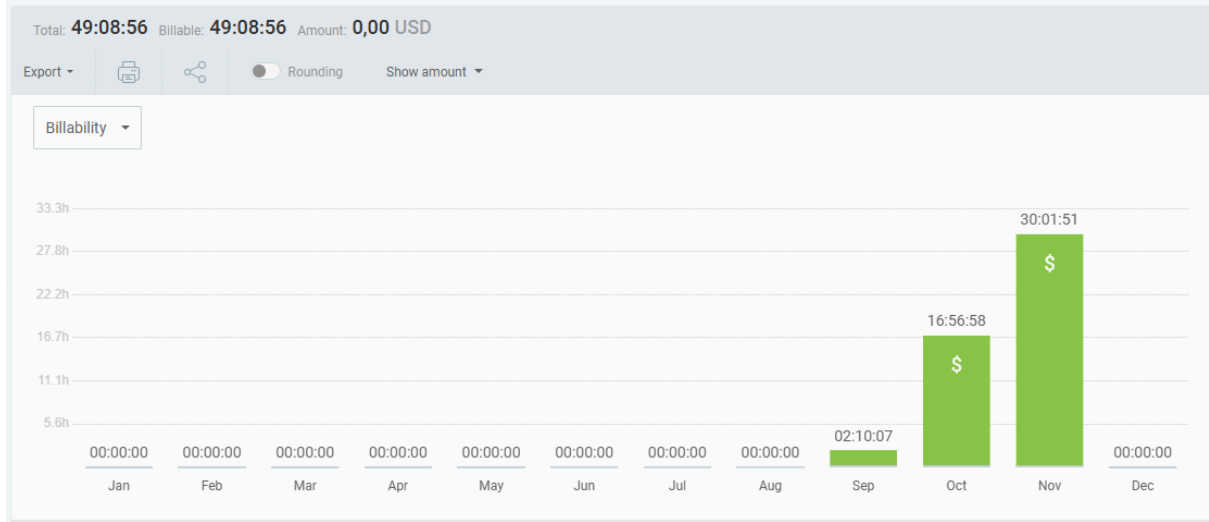 Total: 49:08:56 Billable: 49:08:56 Amount: 0,00 USD
Export Rounding Show amount
Billability
33.3h
30:01:51
27.8h
$
22.2h
16:56:58
16.7h
$
11.1h
5.6h
02:10:07
00:00:00 00:00:00 00:00:00 00:00:00 00:00:00 00:00:00 00:00:00 00:00:00 00:00:00
Jan Feb Mar Apr May Jun Jul Aug Sep Oct Nov Dec